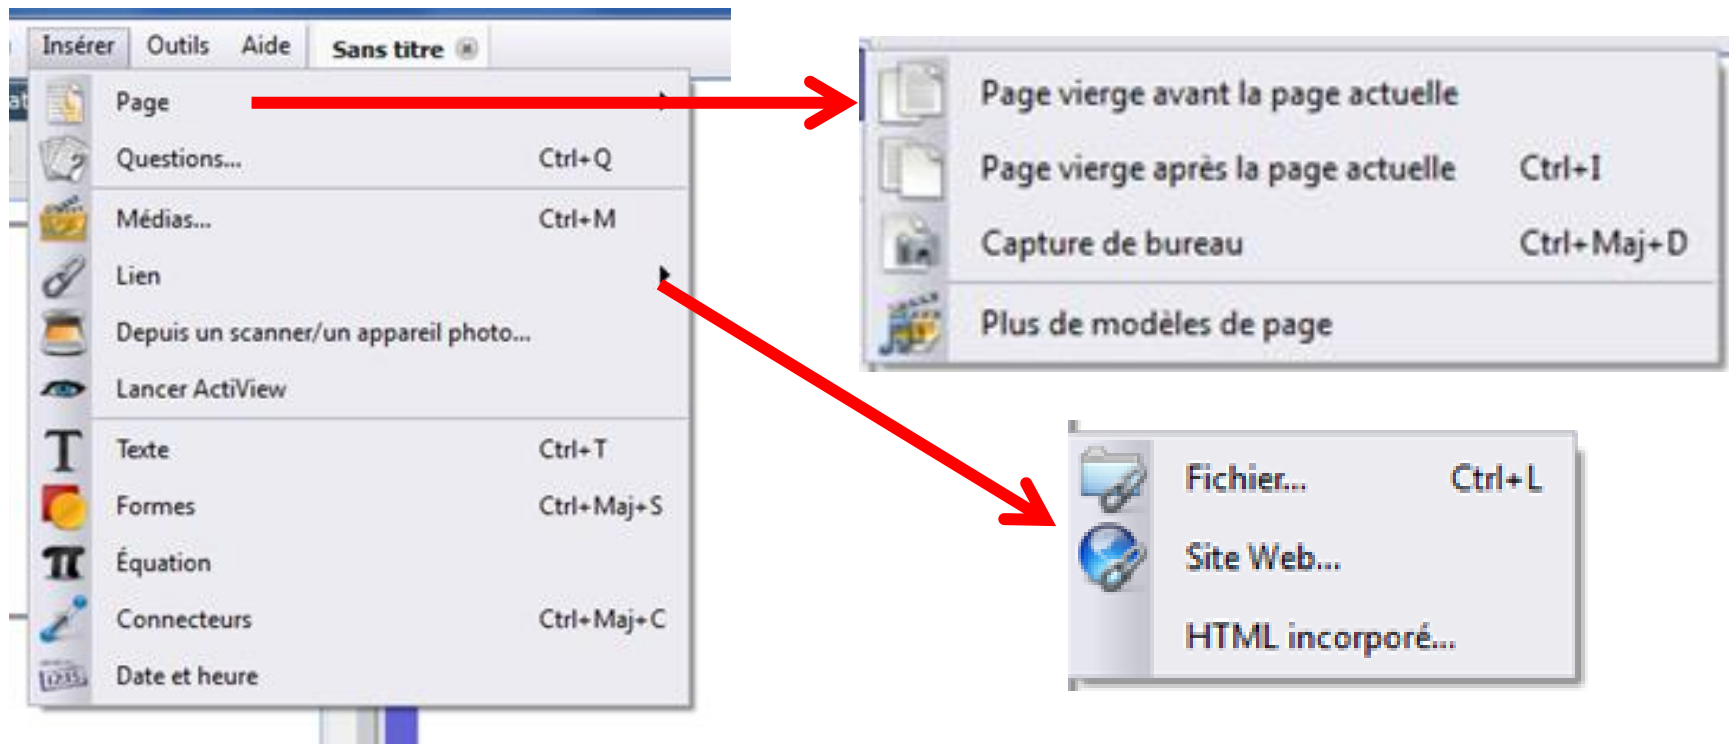 Insérer Outils Aide Sans titre
Page
Questions... Ctrl+Q
Médias... Ctrl+M
Lien
Depuis un scanner/un appareil photo...
Lancer ActiView
Texte Ctrl+T
Formes Ctrl+Maj+S
Équation
Connecteurs Ctrl+Maj+C
Date et heure
Page vierge avant la page actuelle
Page vierge après la page actuelle Ctrl+I
Capture de bureau Ctrl+Maj+D
Plus de modèles de page
Fichier... Ctrl+L
Site Web...
HTML incorporé...